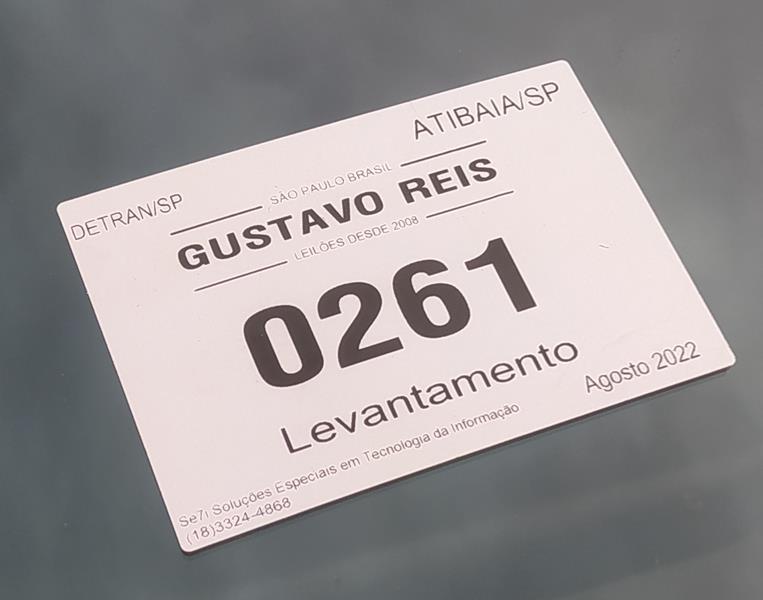 DETRAN/SP
ATIBAIA/SP
SÃO PAULO BRASIL
GUSTAVO REIS
LEILÕES DESDE 2008
0261
Levantamento
Agosto 2022
Se7i Soluções Especiais em Tecnologia da Informação
(18)3324-4868